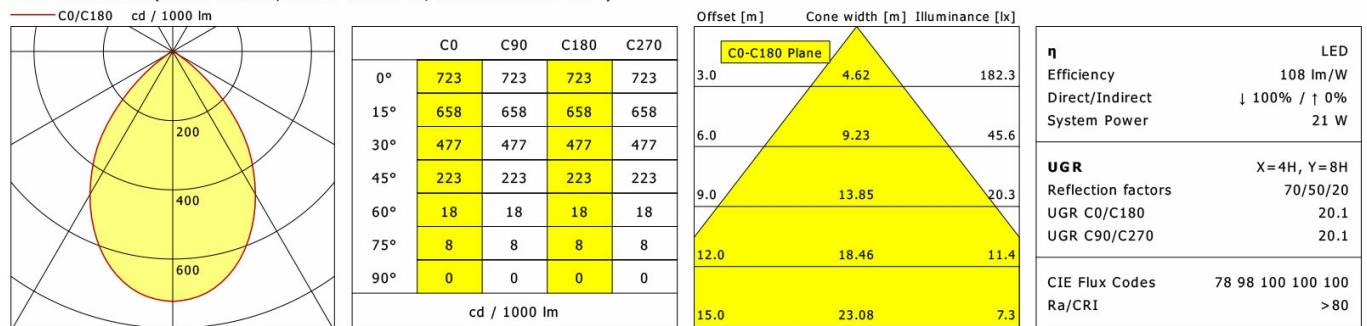 C0/C180 cd / 1000 lm
200
400
600
C0 C90 C180 C270
0° 723 723 723 723
15° 658 658 658 658
30° 477 477 477 477
45° 223 223 223 223
60° 18 18 18 18
75° 8 8 8 8
90° 0 0 0 0
cd / 1000 lm
Offset [m] Cone width [m] Illuminance [lx]
C0-C180 Plane
3.0 4.62 182.3
6.0 9.23 45.6
9.0 13.85 20.3
12.0 18.46 11.4
15.0 23.08 7.3
η LED
Efficiency 108 lm/W
Direct/Indirect ↓ 100% / ↑ 0%
System Power 21 W
UGR X=4H, Y=8H
Reflection factors 70/50/20
UGR C0/C180 20.1
UGR C90/C270 20.1
CIE Flux Codes 78 98 100 100 100
Ra/CRI >80